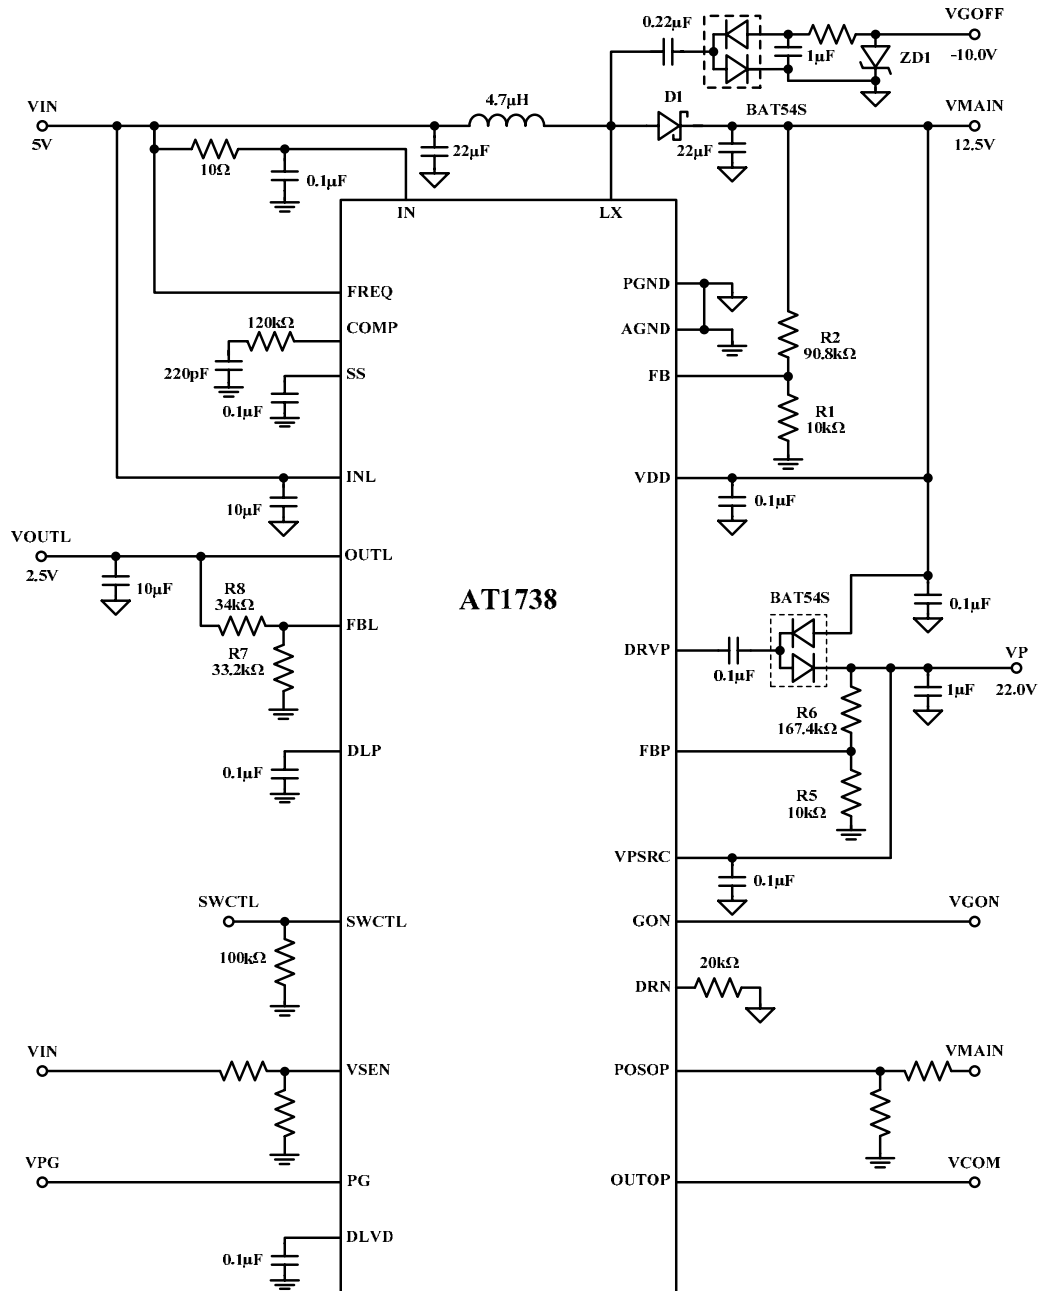 VGOFF
0.22μF
1μF
ZD1
-10.0V
VIN
4.7μH
D1
BAT54S
VMAIN
5V
22μF
22μF
12.5V
10Ω
0.1μF
IN
LX
FREQ
PGND
COMP
120kΩ
AGND
R2
90.8kΩ
220pF
SS
FB
0.1μF
R1
10kΩ
INL
VDD
10μF
0.1μF
VOUTL
OUTL
2.5V
10μF
R8
34kΩ
AT1738
BAT54S
0.1μF
FBL
R7
33.2kΩ
DRVP
VP
0.1μF
1μF
22.0V
R6
167.4kΩ
DLP
FBP
0.1μF
R5
10kΩ
VPSRC
0.1μF
SWCTL
SWCTL
GON
VGON
100kΩ
20kΩ
DRN
VIN
VSEN
POSOP
VMAIN
VPG
PG
OUTOP
VCOM
DLVD
0.1μF